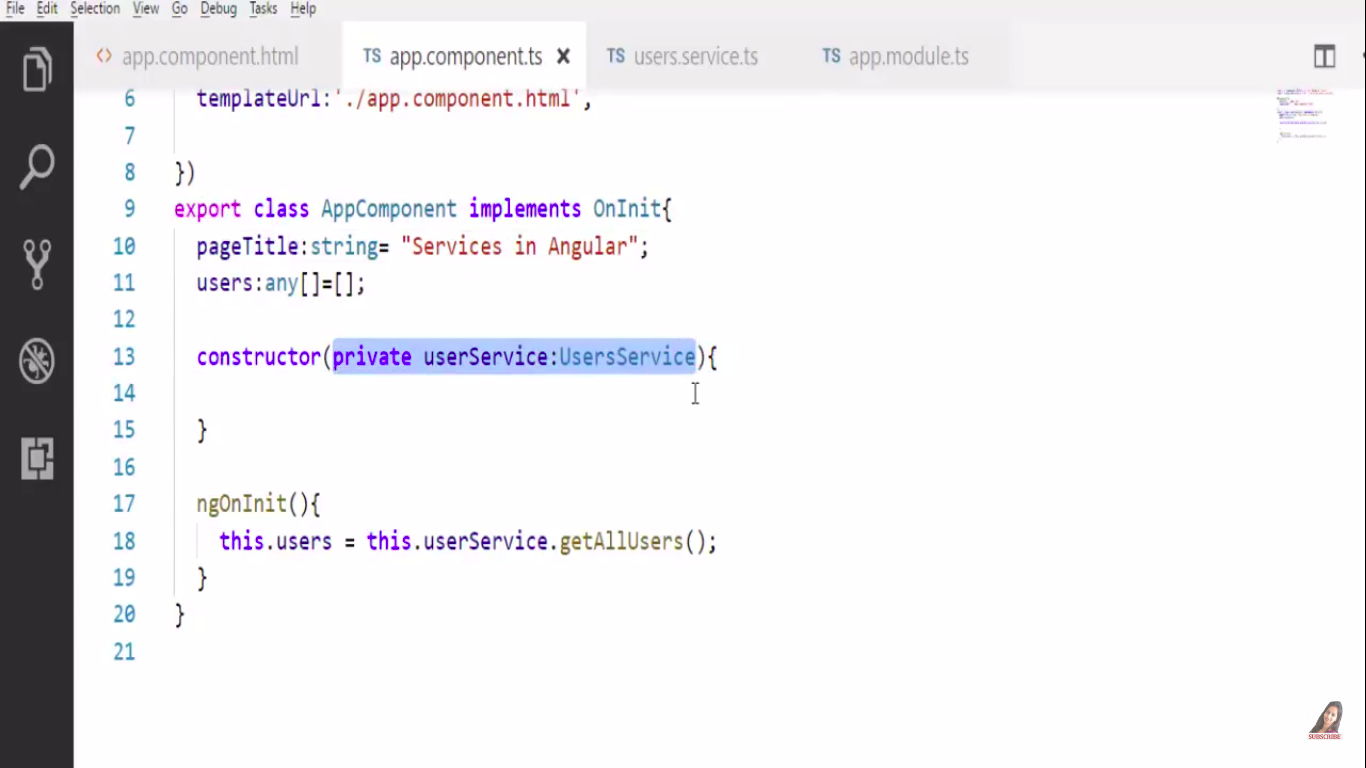 File Edit Selection View Go Debug Tasks Help
<> app.component.html TS app.component.ts TS users.service.ts TS app.module.ts
6 templateUrl:'./app.component.html',
7
8 })
9 export class AppComponent implements OnInit{
10 pageTitle:string= "Services in Angular";
11 users:any[]=[];
12
13 constructor(private userService:UsersService){
14
15 }
16
17 ngOnInit(){
18 this.users = this.userService.getAllUsers();
19 }
20 }
21
SUBSCRIBE